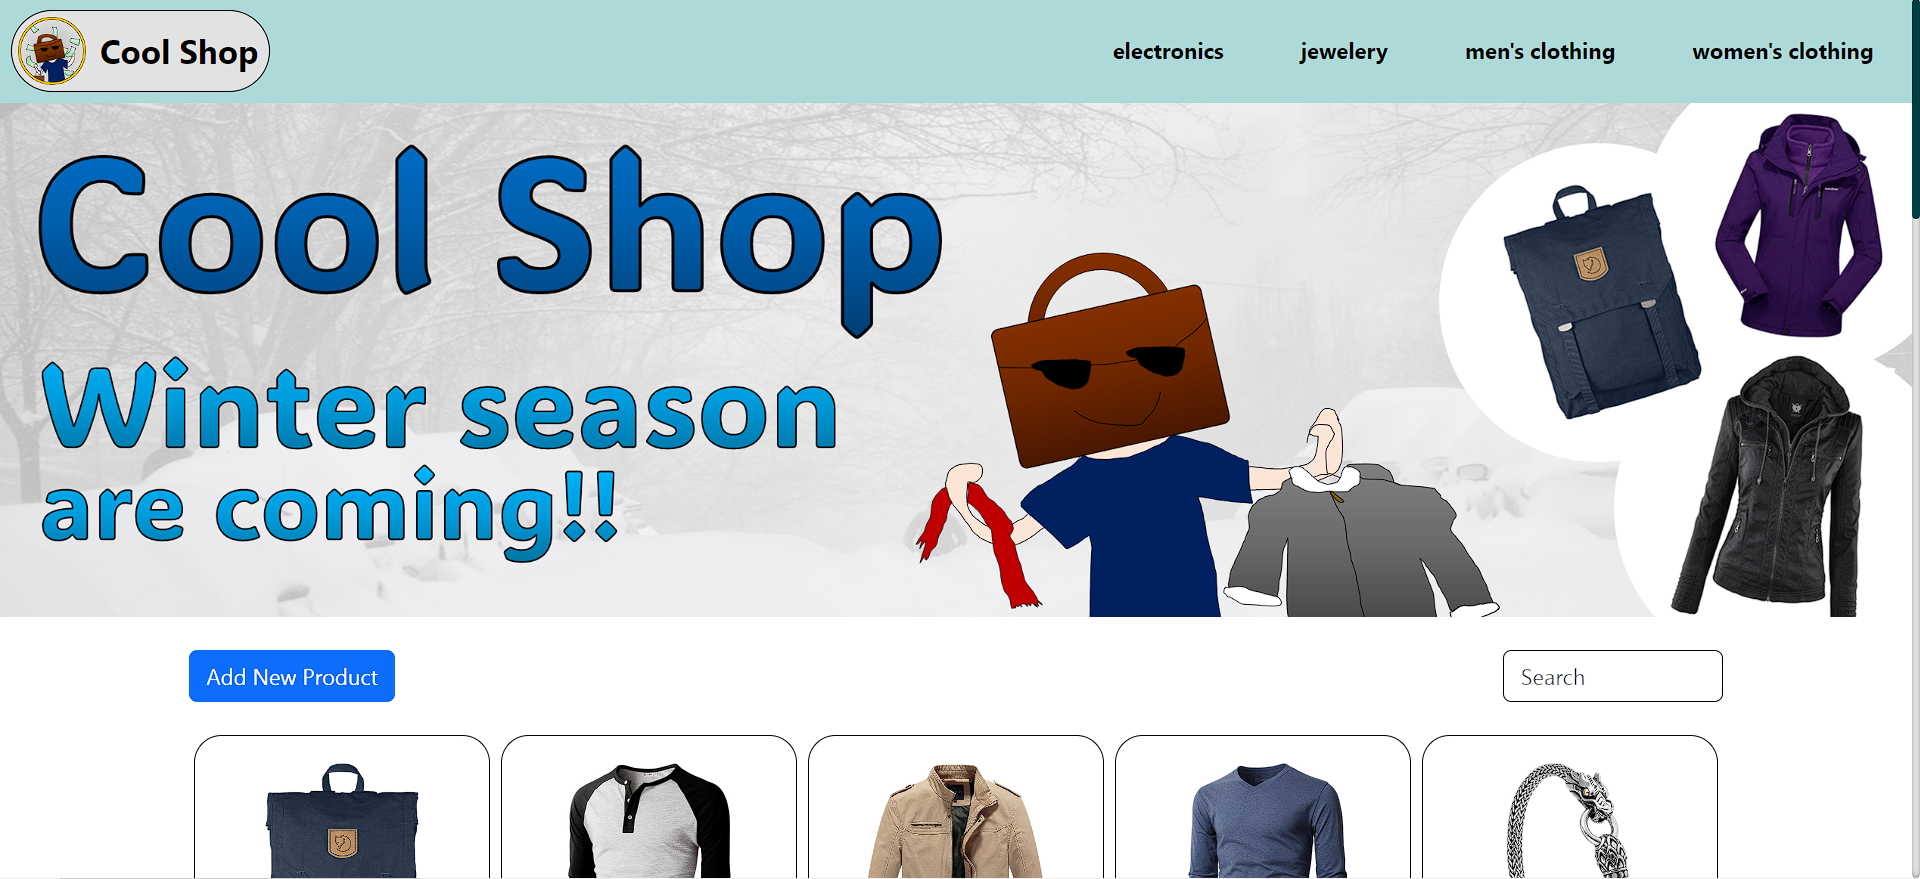 Cool Shop
electronics
jewelery
men's clothing
women's clothing
Cool Shop
Winter season
are coming!!
Add New Product
Search